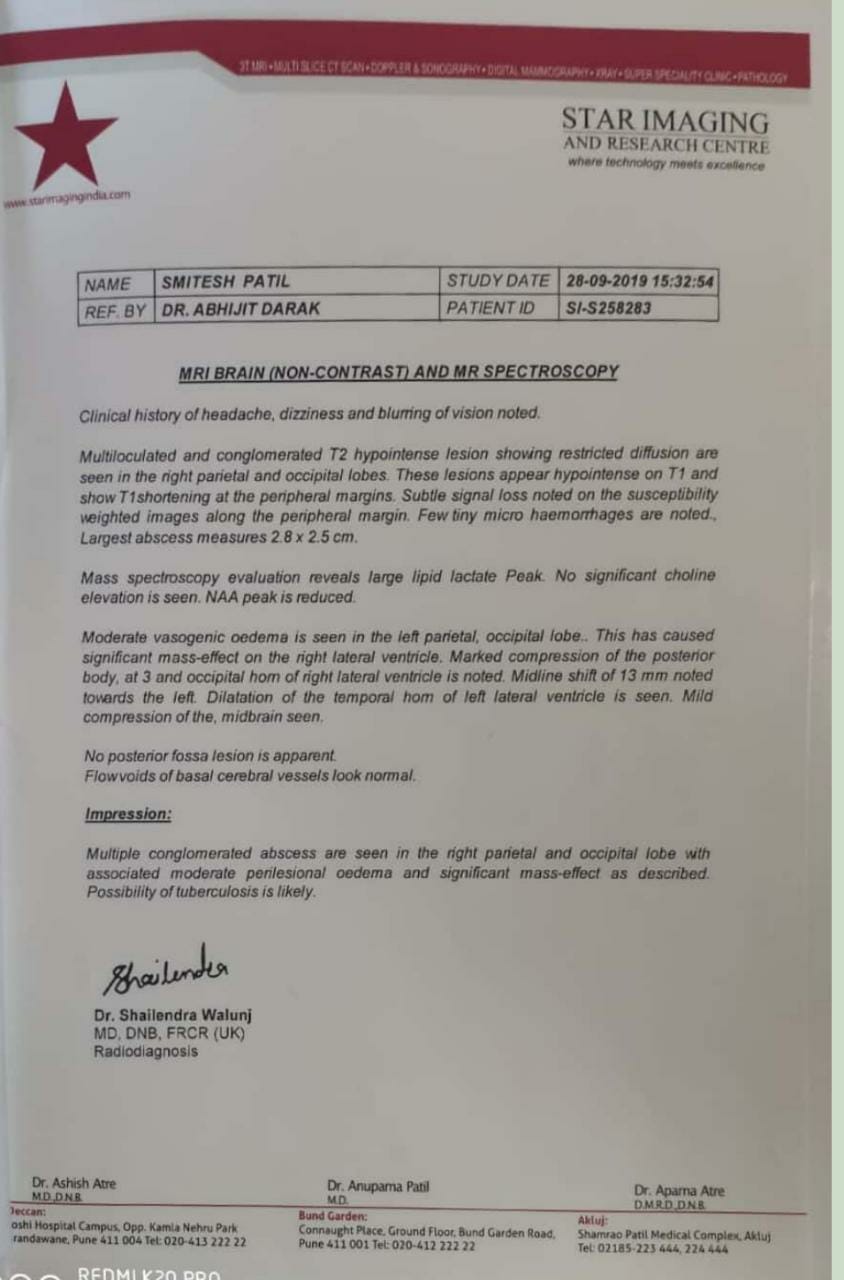 3T MRI • MULTI SLICE CT SCAN • DOPPLER & SONOGRAPHY • DIGITAL MAMMOGRAPHY • XRAY • SUPER SPECIALITY CLINIC • PATHOLOGY
STAR IMAGING
AND RESEARCH CENTRE
where technology meets excellence
www.starimagingindia.com
NAME SMITESH PATIL STUDY DATE 28-09-2019 15:32:54
REF. BY DR. ABHIJIT DARAK PATIENT ID SI-S258283
MRI BRAIN (NON-CONTRAST) AND MR SPECTROSCOPY
Clinical history of headache, dizziness and blurring of vision noted.
Multiloculated and conglomerated T2 hypointense lesion showing restricted diffusion are
seen in the right parietal and occipital lobes. These lesions appear hypointense on T1 and
show T1shortening at the peripheral margins. Subtle signal loss noted on the susceptibility
weighted images along the peripheral margin. Few tiny micro haemorrhages are noted.,
Largest abscess measures 2.8 x 2.5 cm.
Mass spectroscopy evaluation reveals large lipid lactate Peak. No significant choline
elevation is seen. NAA peak is reduced.
Moderate vasogenic oedema is seen in the left parietal, occipital lobe.. This has caused
significant mass-effect on the right lateral ventricle. Marked compression of the posterior
body, at 3 and occipital horn of right lateral ventricle is noted. Midline shift of 13 mm noted
towards the left. Dilatation of the temporal horn of left lateral ventricle is seen. Mild
compression of the, midbrain seen.
No posterior fossa lesion is apparent.
Flowvoids of basal cerebral vessels look normal.
Impression:
Multiple conglomerated abscess are seen in the right parietal and occipital lobe with
associated moderate perilesional oedema and significant mass-effect as described.
Possibility of tuberculosis is likely.
Shailendra
Dr. Shailendra Walunj
MD, DNB, FRCR (UK)
Radiodiagnosis
Dr. Ashish Atre
M.D.,D.N.B.
Dr. Anupama Patil
M.D.
Dr. Aparna Atre
D.M.R.D.,D.N.B.
Deccan:
oshi Hospital Campus, Opp. Kamla Nehru Park
randawane, Pune 411 004 Tel: 020-413 222 22
Bund Garden:
Connaught Place, Ground Floor, Bund Garden Road,
Pune 411 001 Tel: 020-412 222 22
Akluj:
Shamrao Patil Medical Complex, Akluj
Tel: 02185-223 444, 224 444
REDMI K20 PRO